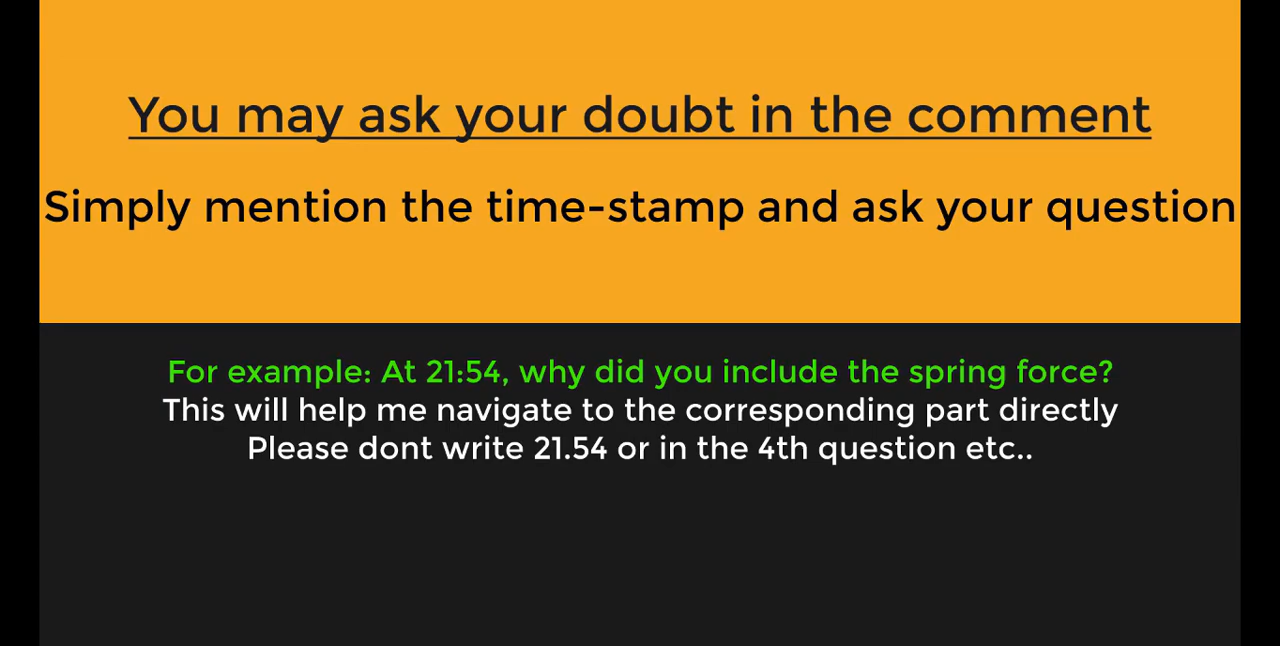 You may ask your doubt in the comment
Simply mention the time-stamp and ask your question
For example: At 21:54, why did you include the spring force?
This will help me navigate to the corresponding part directly
Please dont write 21.54 or in the 4th question etc..